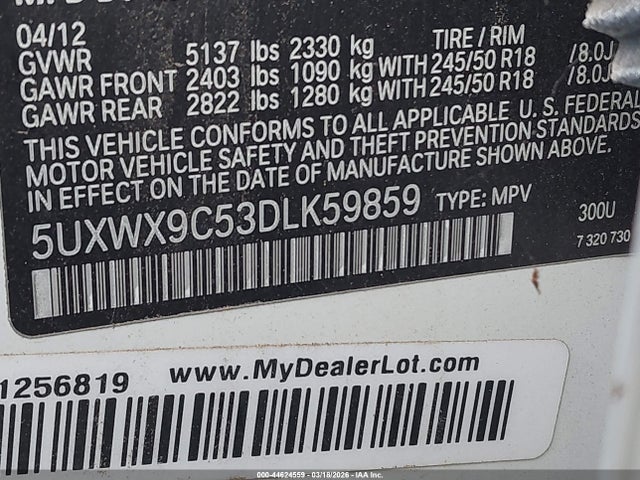 04/12
GVWR 5137 lbs 2330 kg TIRE / RIM
GAWR FRONT 2403 lbs 1090 kg WITH 245/50 R18 /8.0J
GAWR REAR 2822 lbs 1280 kg WITH 245/50 R18 /8.0J
THIS VEHICLE CONFORMS TO ALL APPLICABLE U. S. FEDERAL
MOTOR VEHICLE SAFETY AND THEFT PREVENTION STANDARDS
IN EFFECT ON THE DATE OF MANUFACTURE SHOWN ABOVE.
5UXWX9C53DLK59859 TYPE: MPV 300U
7 320 730
1256819 www.MyDealerLot.com
000-44624559 | 03/18/2026 - IAA Inc.